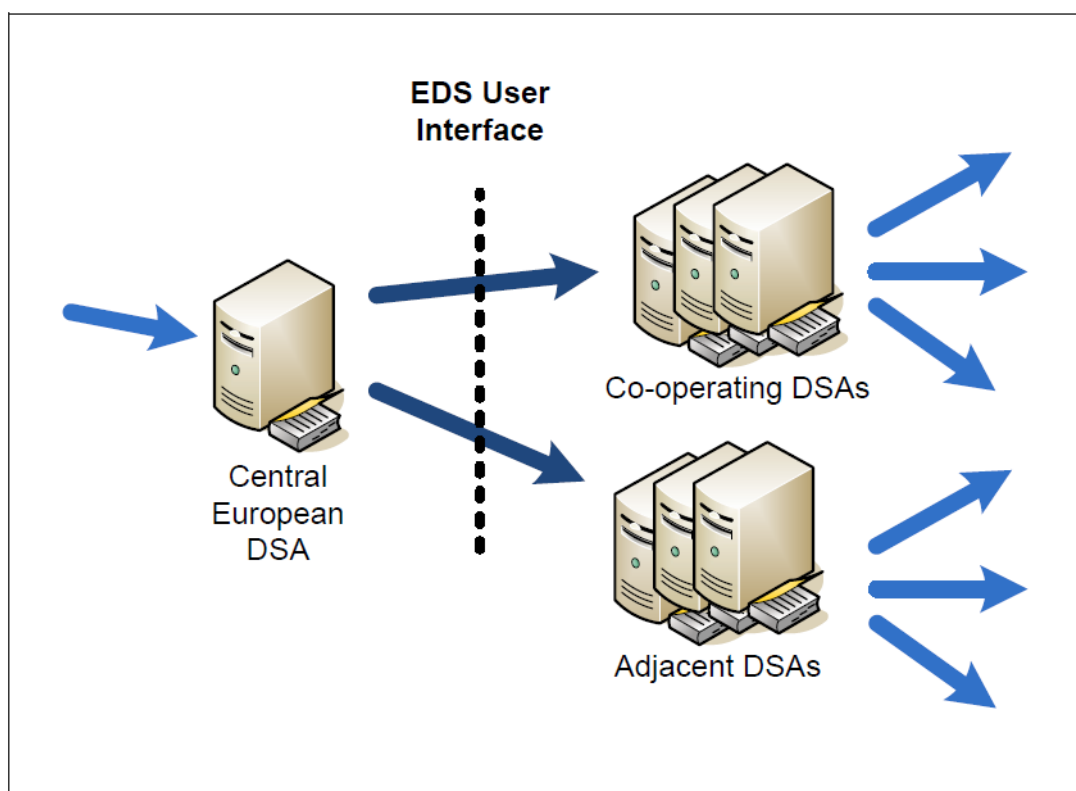 EDS User
Interface
Co-operating DSAs
Central
European
DSA
Adjacent DSAs